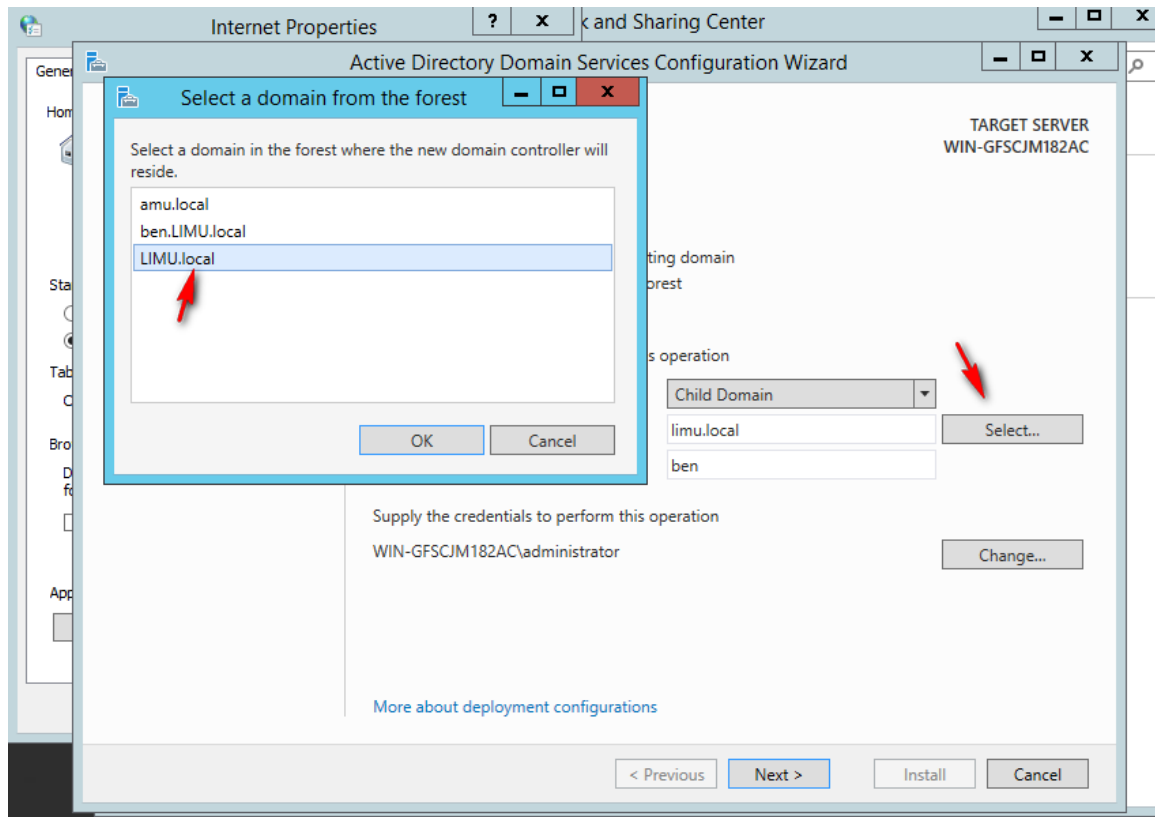 Internet Properties
? x
k and Sharing Center
x
Active Directory Domain Services Configuration Wizard
x
Select a domain from the forest
x
TARGET SERVER
WIN-GFSCJM182AC
Select a domain in the forest where the new domain controller will
reside.
amu.local
ben.LIMU.local
LIMU.local
ting domain
orest
s operation
Child Domain
limu.local
Select...
ben
OK
Cancel
Supply the credentials to perform this operation
WIN-GFSCJM182AC\administrator
Change...
More about deployment configurations
< Previous
Next >
Install
Cancel
Gene
Hom
Sta
Tab
C
Bro
D
fo
App